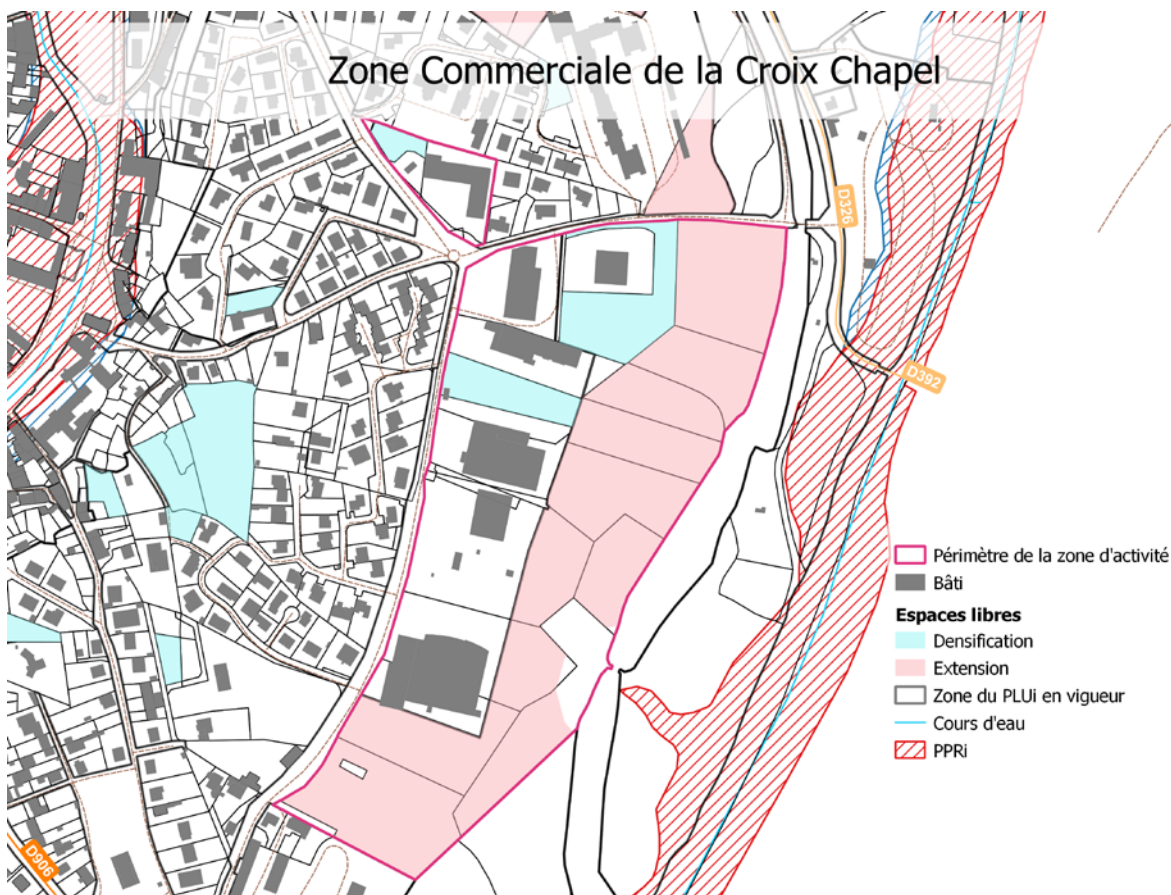 Zone Commerciale de la Croix Chapel
D326
D392
Périmètre de la zone d'activité
Bâti
Espaces libres
Densification
Extension
Zone du PLUi en vigueur
Cours d'eau
PPRi
D906